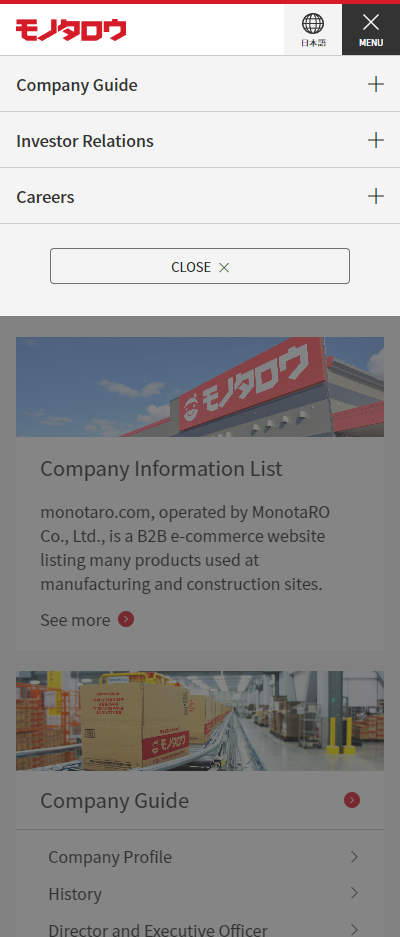 モノタロウ
日本語
MENU
Company Guide
Investor Relations
Careers
CLOSE
モノタロウ
Company Information List
monotaro.com, operated by MonotaRO
Co., Ltd., is a B2B e-commerce website
listing many products used at
manufacturing and construction sites.
See more
モノタロウ
Company Guide
Company Profile
History
Director and Executive Officer